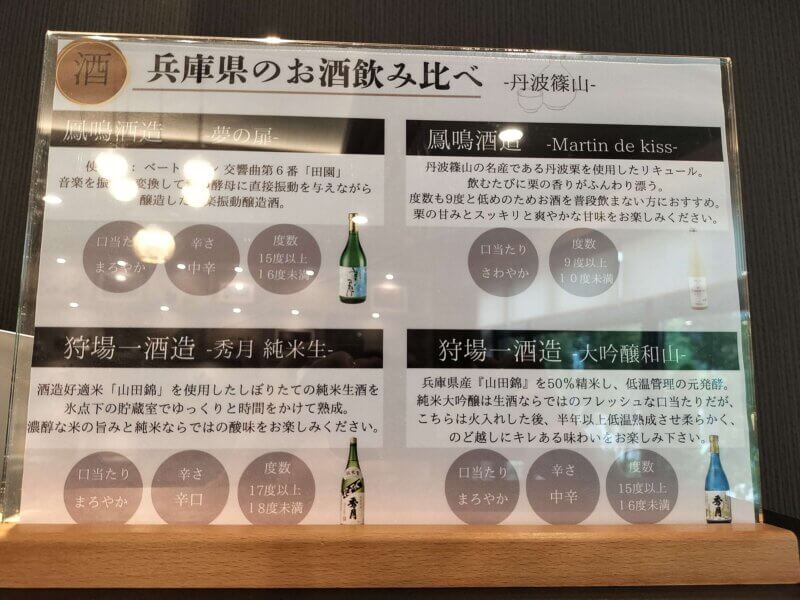 酒
兵庫県のお酒飲み比べ -丹波篠山-
鳳鳴酒造 -夢の扉-
ベート ン 交響曲第６番「田園」
音楽を振 変換して 酵母に直接振動を与えながら
醸造した 楽振動醸造酒。
口当たり
まろやか
辛さ
中辛
度数
15度以上
16度未満
鳳鳴酒造 -Martin de kiss-
丹波篠山の名産である丹波栗を使用したリキュール。
飲むたびに栗の香りがふんわり漂う。
度数も9度と低めのためお酒を普段飲まない方におすすめ。
栗の甘みとスッキリと爽やかな甘味をお楽しみください。
口当たり
さわやか
度数
９度以上
１０度未満
狩場一酒造 -秀月 純米生-
酒造好適米「山田錦」を使用したしぼりたての純米生酒を
氷点下の貯蔵室でゆっくりと時間をかけて熟成。
濃醇な米の旨みと純米ならではの酸味をお楽しみください。
口当たり
まろやか
辛さ
辛口
度数
17度以上
18度未満
秀月
狩場一酒造 -大吟醸和山-
兵庫県産『山田錦』を50％精米し、低温管理の元発酵。
純米大吟醸は生酒ならではのフレッシュな口当たりだが、
こちらは火入れした後、半年以上低温熟成させ柔らかく、
のど越しにキレある味わいをお楽しみ下さい。
口当たり
まろやか
辛さ
中辛
度数
15度以上
16度未満
秀月